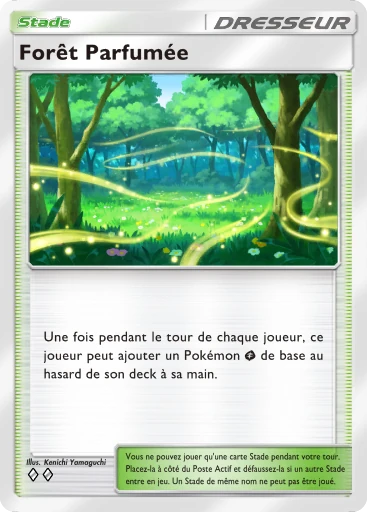 Stade
DRESSEUR
Forêt Parfumée
Une fois pendant le tour de chaque joueur, ce
joueur peut ajouter un Pokémon de base au
hasard de son deck à sa main.
Illus. Kenichi Yamaguchi
Vous ne pouvez jouer qu'une carte Stade pendant votre tour.
Placez-la à côté du Poste Actif et défaussez-la si un autre Stade
entre en jeu. Un Stade de même nom ne peut pas être joué.